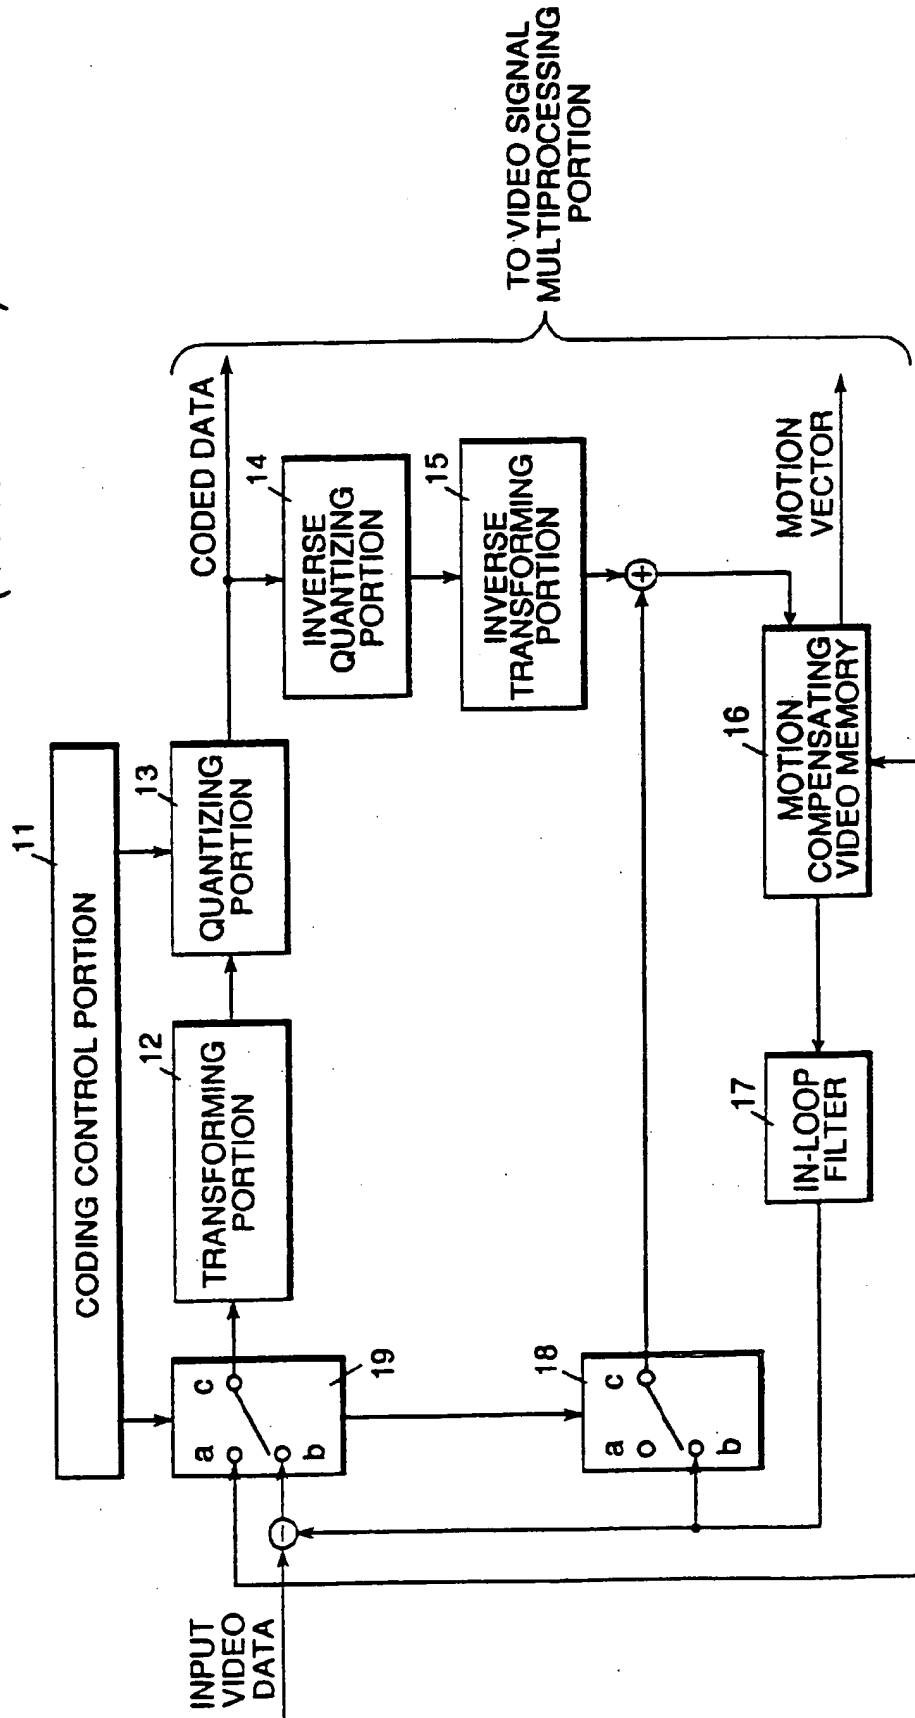 11
CODING CONTROL PORTION
INPUT
VIDEO
DATA
−
a
b
c
19
12
TRANSFORMING
PORTION
13
QUANTIZING
PORTION
CODED DATA
14
INVERSE
QUANTIZING
PORTION
15
INVERSE
TRANSFORMING
PORTION
+
18
a
b
c
16
MOTION
COMPENSATING
VIDEO MEMORY
17
IN-LOOP
FILTER
MOTION
VECTOR
TO VIDEO SIGNAL
MULTIPROCESSING
PORTION